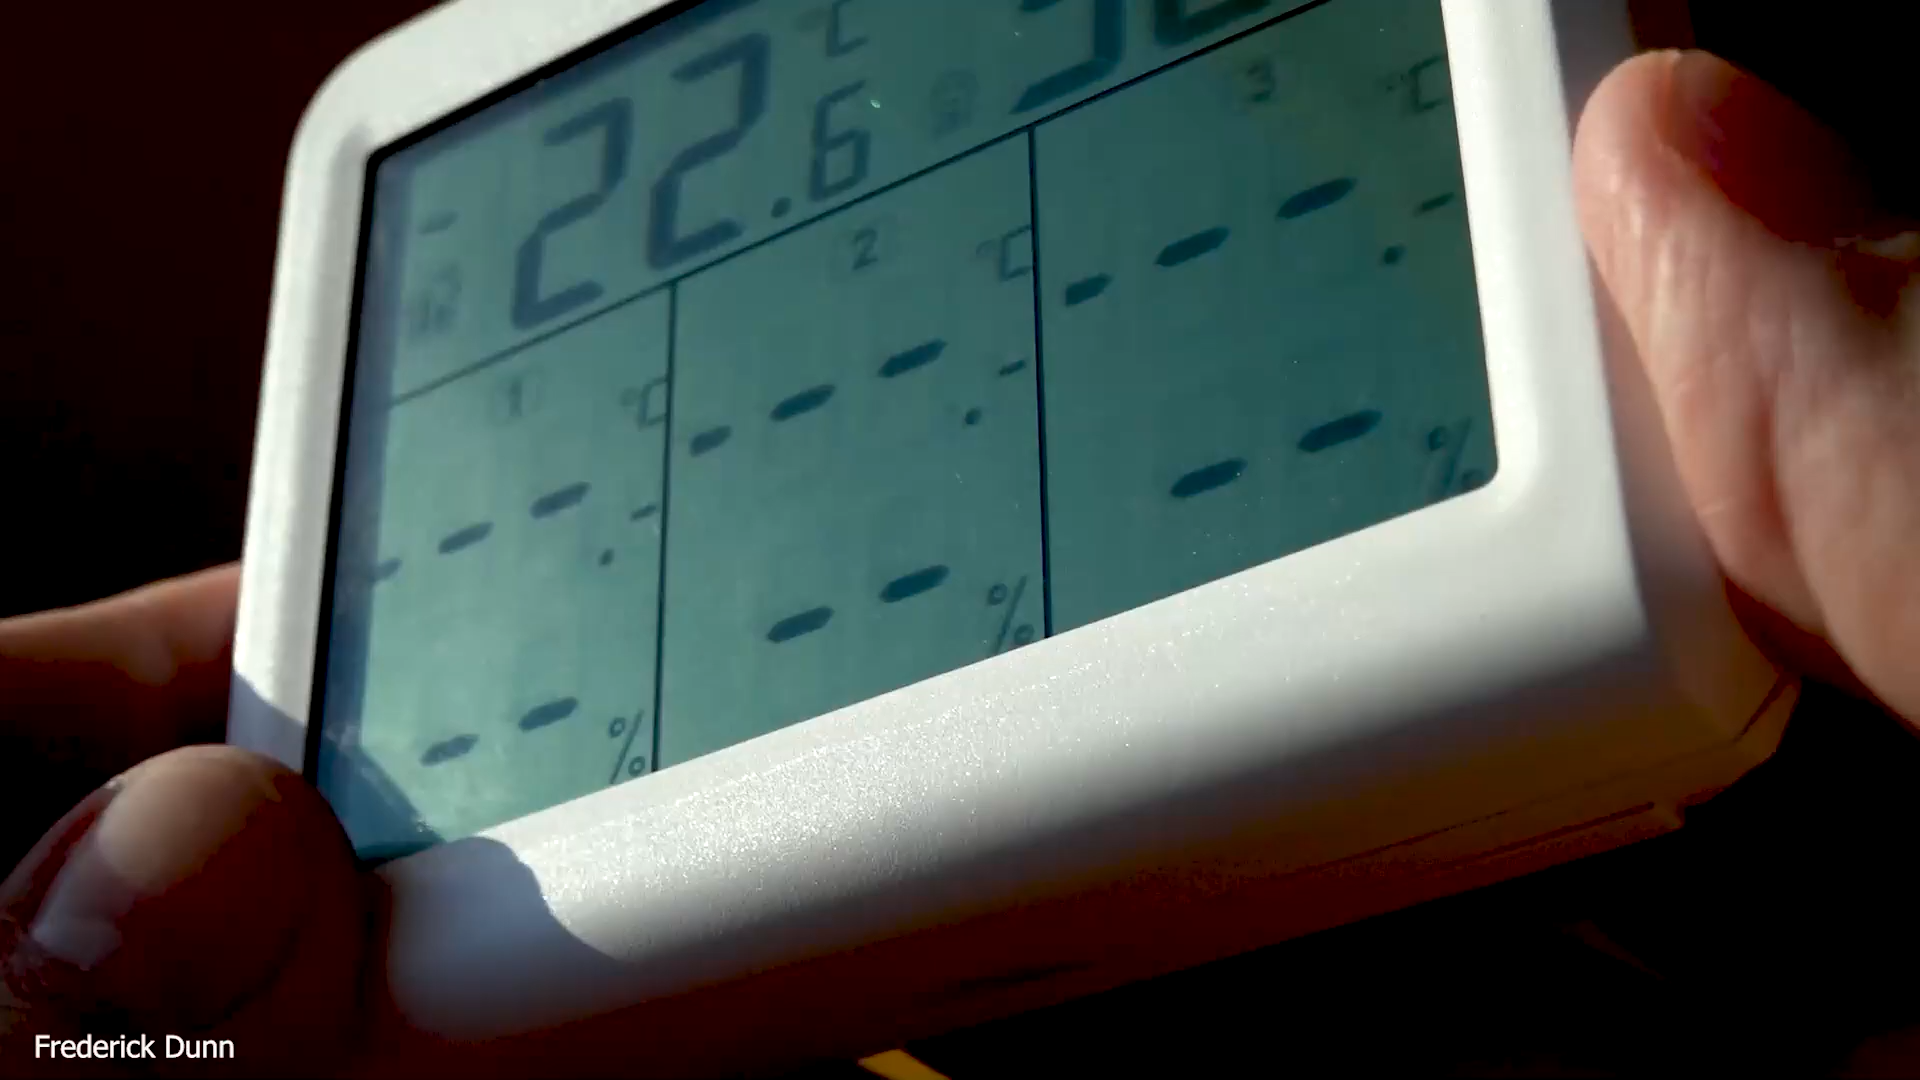 °C
22.6
1 °C
--.-
-- %
2 °C
---.-
-- %
3 °C
---.-
-- %
Frederick Dunn